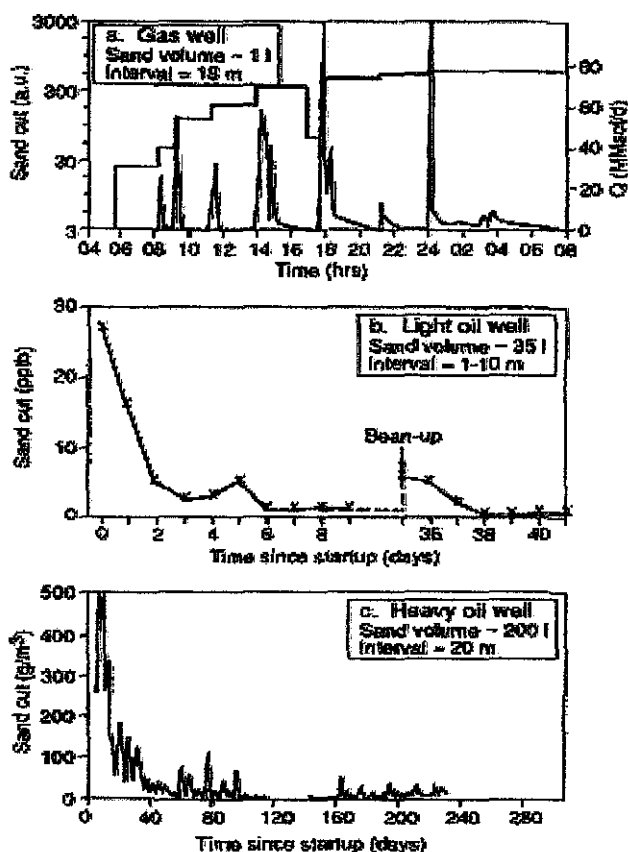 a. Gas well
Sand volume ~ 1 l
Interval = 18 m
Sand cut (a.u.)
3000
300
30
3
Q (MMscf/d)
80
60
40
20
0
04 06 08 10 12 14 16 18 20 22 24 02 04 06 08
Time (hrs)
b. Light oil well
Sand volume ~ 35 l
Interval = 1-10 m
Sand cut (pptb)
30
20
10
0
Bean-up
0 2 4 6 8 36 38 40
Time since startup (days)
c. Heavy oil well
Sand volume ~ 200 l
Interval = 20 m
Sand cut (g/m³)
500
400
300
200
100
0
0 40 80 120 160 200 240 280
Time since startup (days)